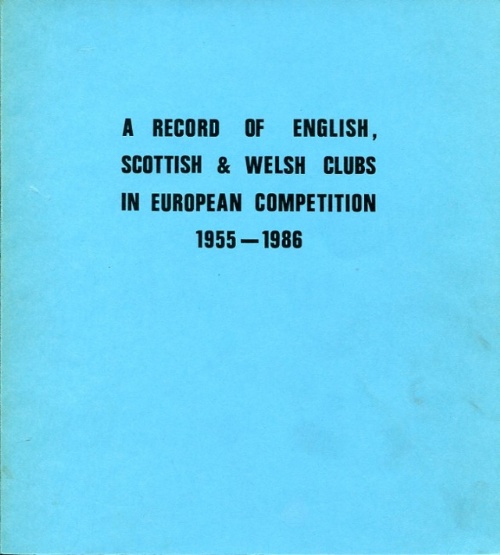 A RECORD OF ENGLISH,
SCOTTISH & WELSH CLUBS
IN EUROPEAN COMPETITION
1955—1986